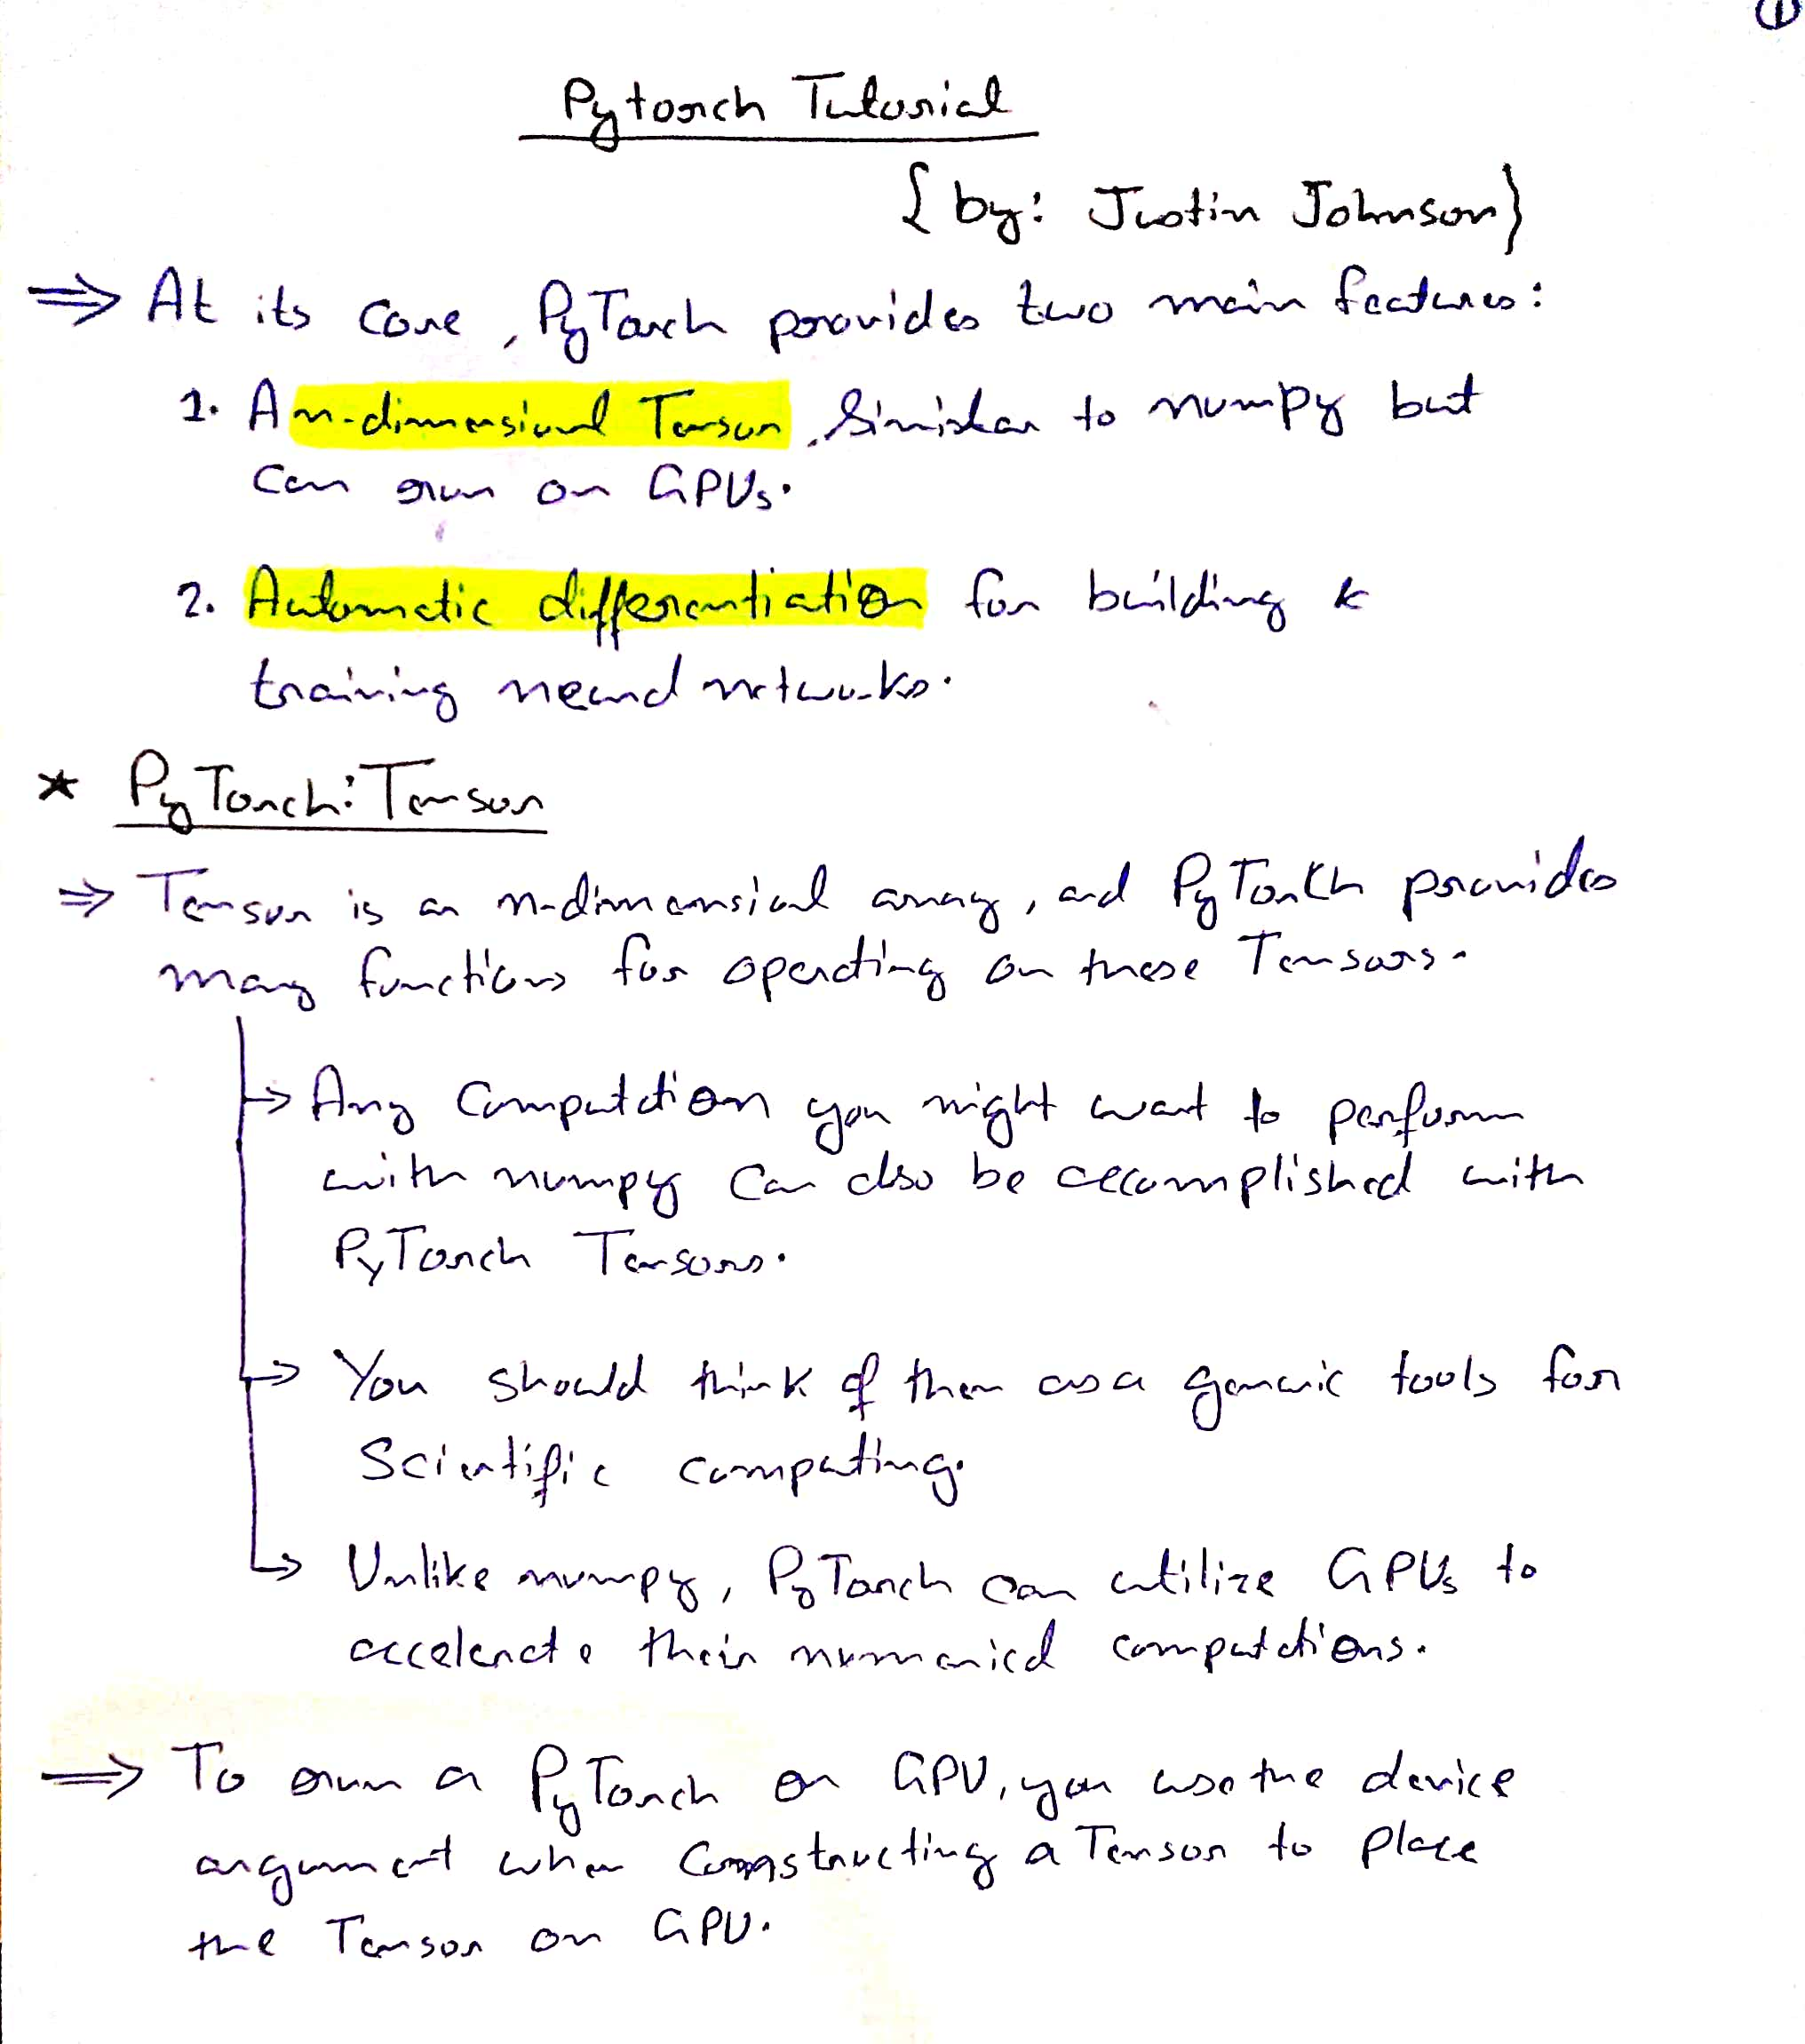 ①
Pytorch Tutorial
{by: Justin Johnson}
⇒ At its core, PyTorch provides two main features:
1. A n-dimensional Tensor, Similar to numpy but
can run on GPUs.
2. Automatic differentiation for building &
training neural networks.
* PyTorch: Tensor
⇒ Tensor is an n-dimensional array, and PyTorch provides
many functions for operating on these Tensors.
→ Any Computation you might want to perform
with numpy can also be accomplished with
PyTorch Tensors.
→ You should think of them as a generic tools for
Scientific computing.
→ Unlike numpy, PyTorch can utilize GPUs to
accelerate their numerical computations.
⇒ To run a PyTorch on GPU, you use the device
argument when Constructing a Tensor to place
the Tensor on GPU.